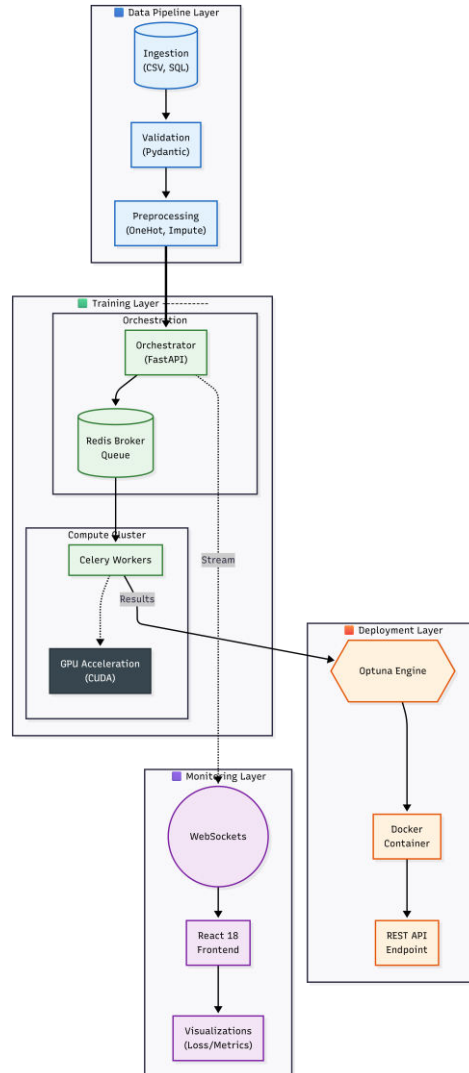 Data Pipeline Layer
Ingestion
(CSV, SQL)
Validation
(Pydantic)
Preprocessing
(OneHot, Impute)
Training Layer ----------
Orchestration
Orchestrator
(FastAPI)
Redis Broker
Queue
Compute Cluster
Celery Workers
Stream
Results
GPU Acceleration
(CUDA)
Deployment Layer
Optuna Engine
Docker
Container
REST API
Endpoint
Monitoring Layer
WebSockets
React 18
Frontend
Visualizations
(Loss/Metrics)